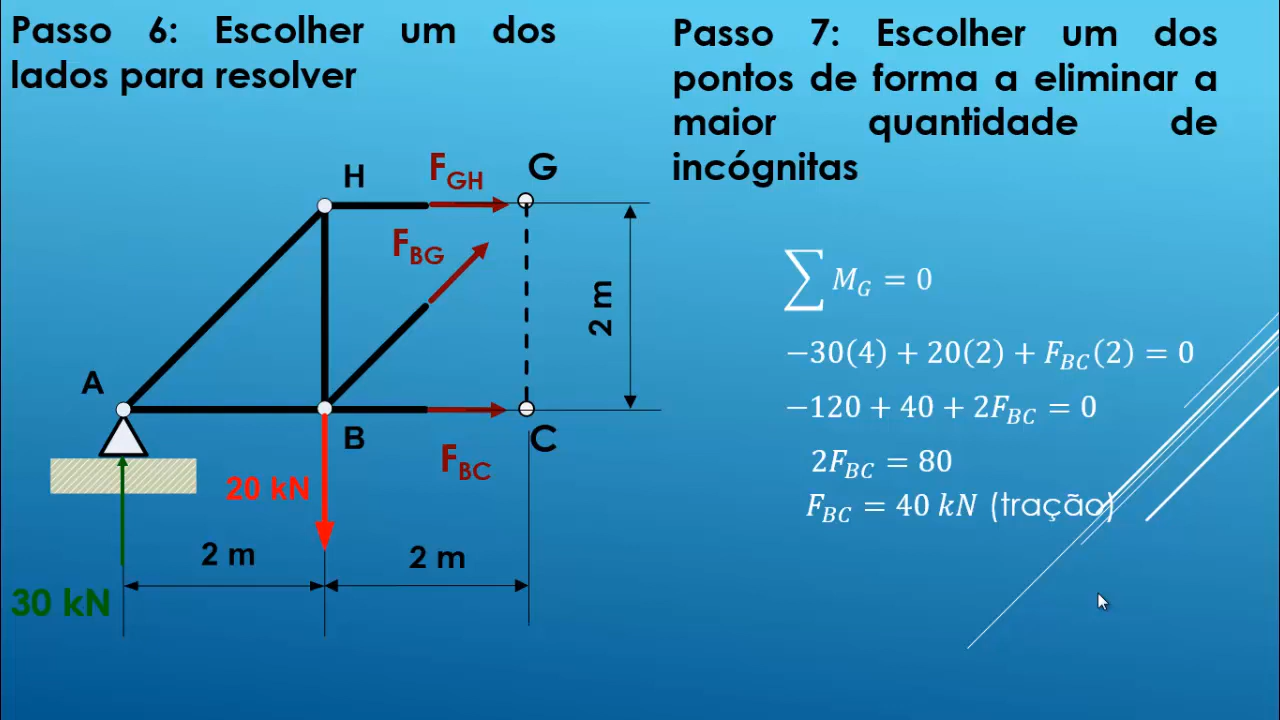 Passo 6: Escolher um dos
lados para resolver
Passo 7: Escolher um dos
pontos de forma a eliminar a
maior quantidade de
incógnitas
H
F_GH
G
F_BG
2 m
A
B
F_BC
C
20 kN
2 m
2 m
30 kN
∑ M_G = 0
−30(4) + 20(2) + F_BC(2) = 0
−120 + 40 + 2F_BC = 0
2F_BC = 80
F_BC = 40 kN (tração)